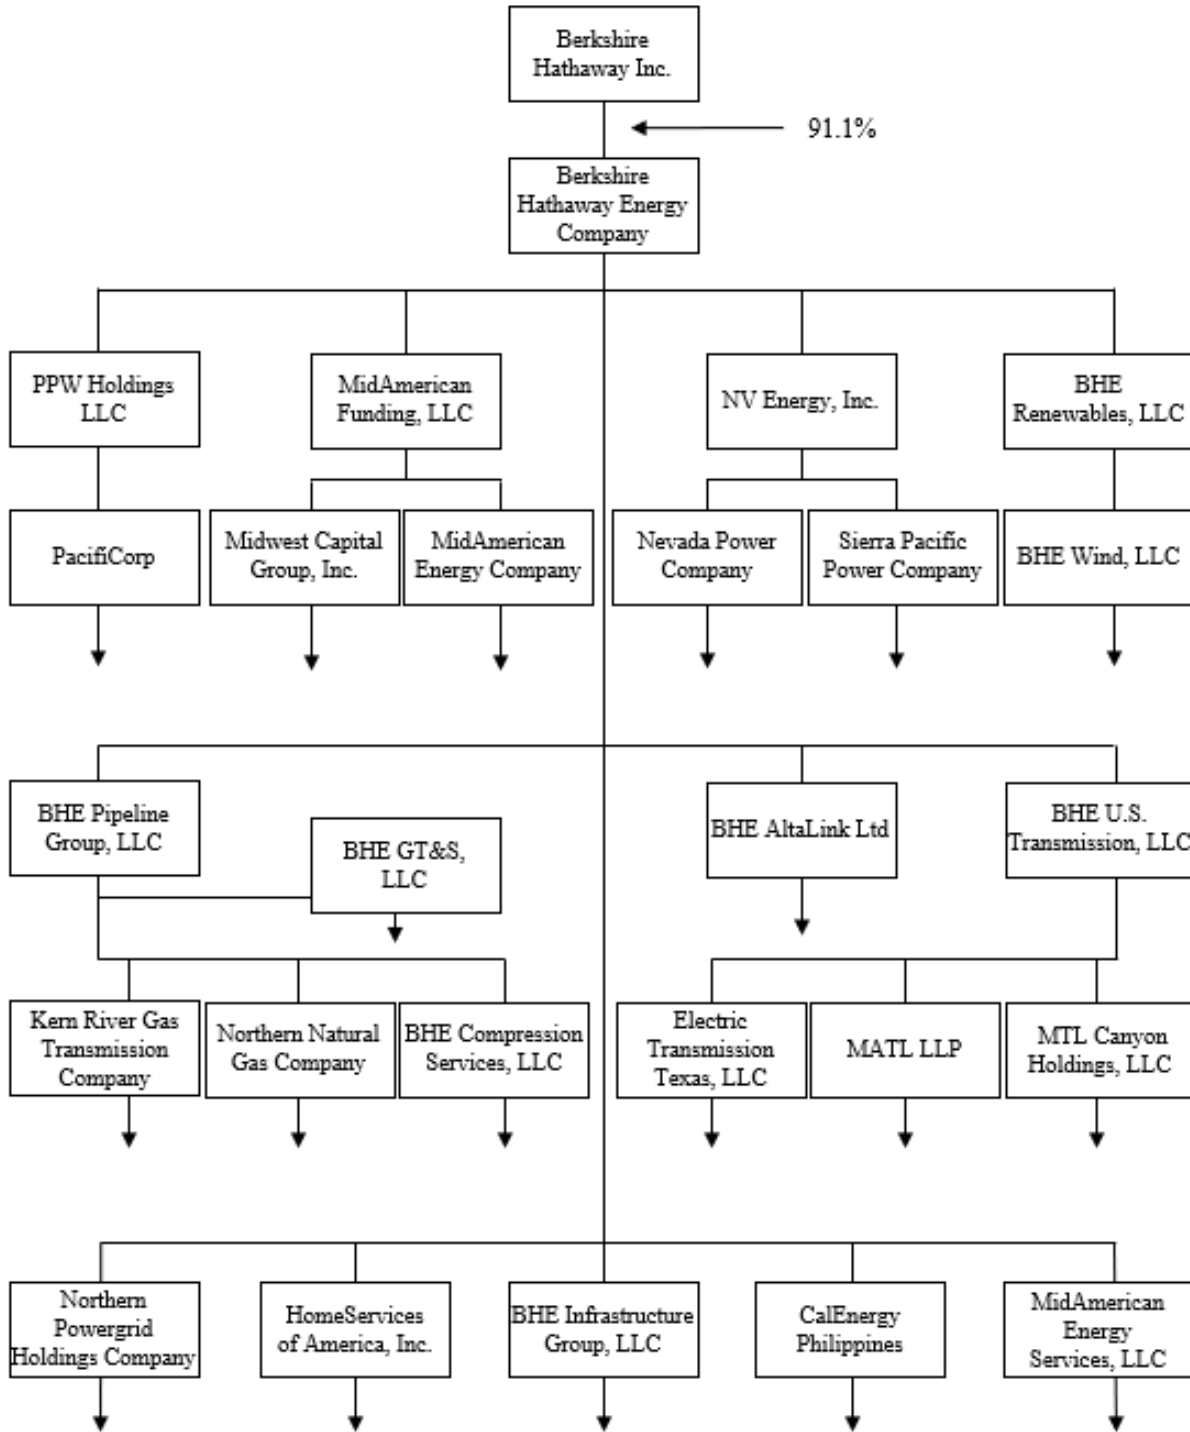 Berkshire
Hathaway Inc.
91.1%
Berkshire
Hathaway Energy
Company
PPW Holdings
LLC
MidAmerican
Funding, LLC
NV Energy, Inc.
BHE
Renewables, LLC
PacifiCorp
Midwest Capital
Group, Inc.
MidAmerican
Energy Company
Nevada Power
Company
Sierra Pacific
Power Company
BHE Wind, LLC
BHE Pipeline
Group, LLC
BHE GT&S,
LLC
BHE AltaLink Ltd
BHE U.S.
Transmission, LLC
Kern River Gas
Transmission
Company
Northern Natural
Gas Company
BHE Compression
Services, LLC
Electric
Transmission
Texas, LLC
MATL LLP
MTL Canyon
Holdings, LLC
Northern
Powergrid
Holdings Company
HomeServices
of America, Inc.
BHE Infrastructure
Group, LLC
CalEnergy
Philippines
MidAmerican
Energy
Services, LLC